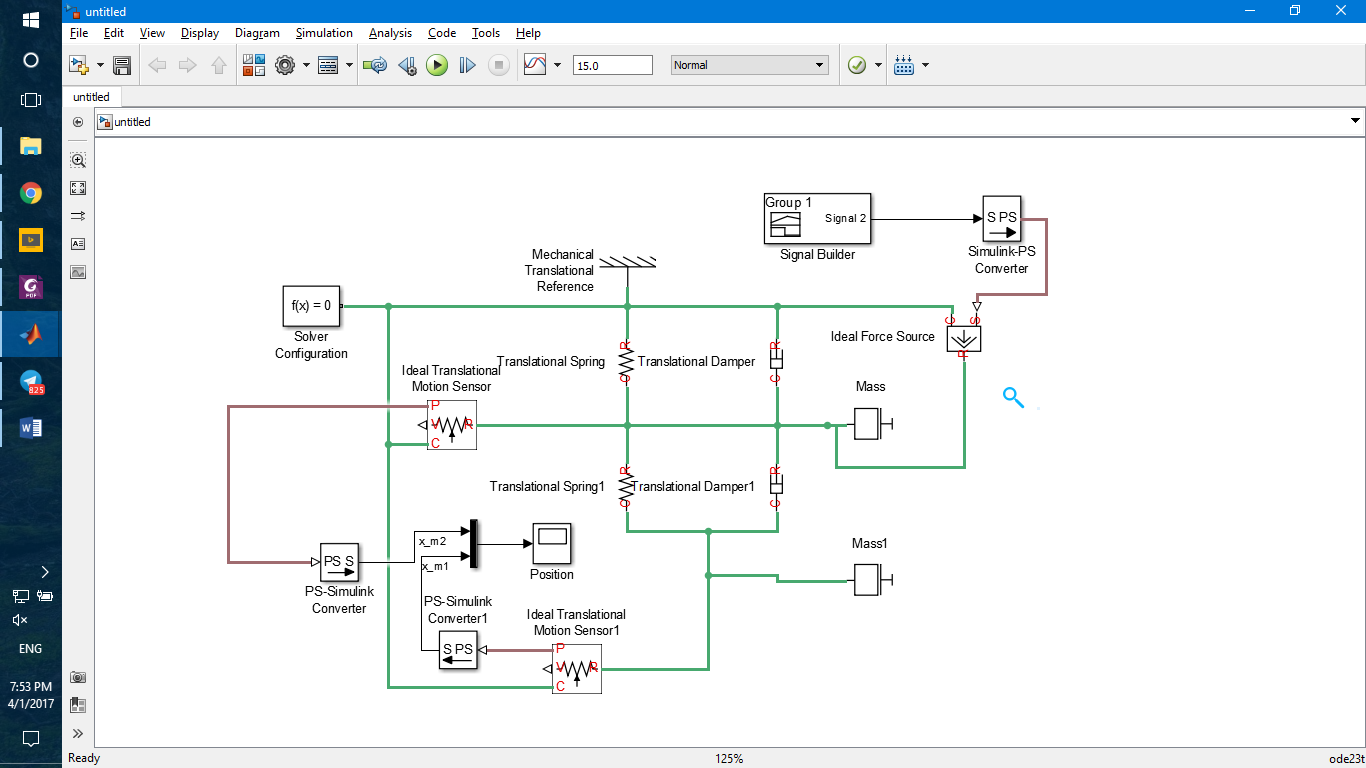 untitled
File Edit View Display Diagram Simulation Analysis Code Tools Help
15.0
Normal
untitled
untitled
Group 1
Signal 2
Signal Builder
S PS
Simulink-PS
Converter
Mechanical
Translational
Reference
f(x) = 0
Solver
Configuration
C
S
R
Ideal Force Source
R
C
Translational Spring
R
C
Translational Damper
Ideal Translational
Motion Sensor
P
V
R
C
Mass
R
C
Translational Spring1
R
C
Translational Damper1
PS S
PS-Simulink
Converter
x_m2
x_m1
Position
Mass1
PS-Simulink
Converter1
S PS
Ideal Translational
Motion Sensor1
P
V
R
C
PDF
825
ENG
7:53 PM
4/1/2017
Ready
125%
ode23t